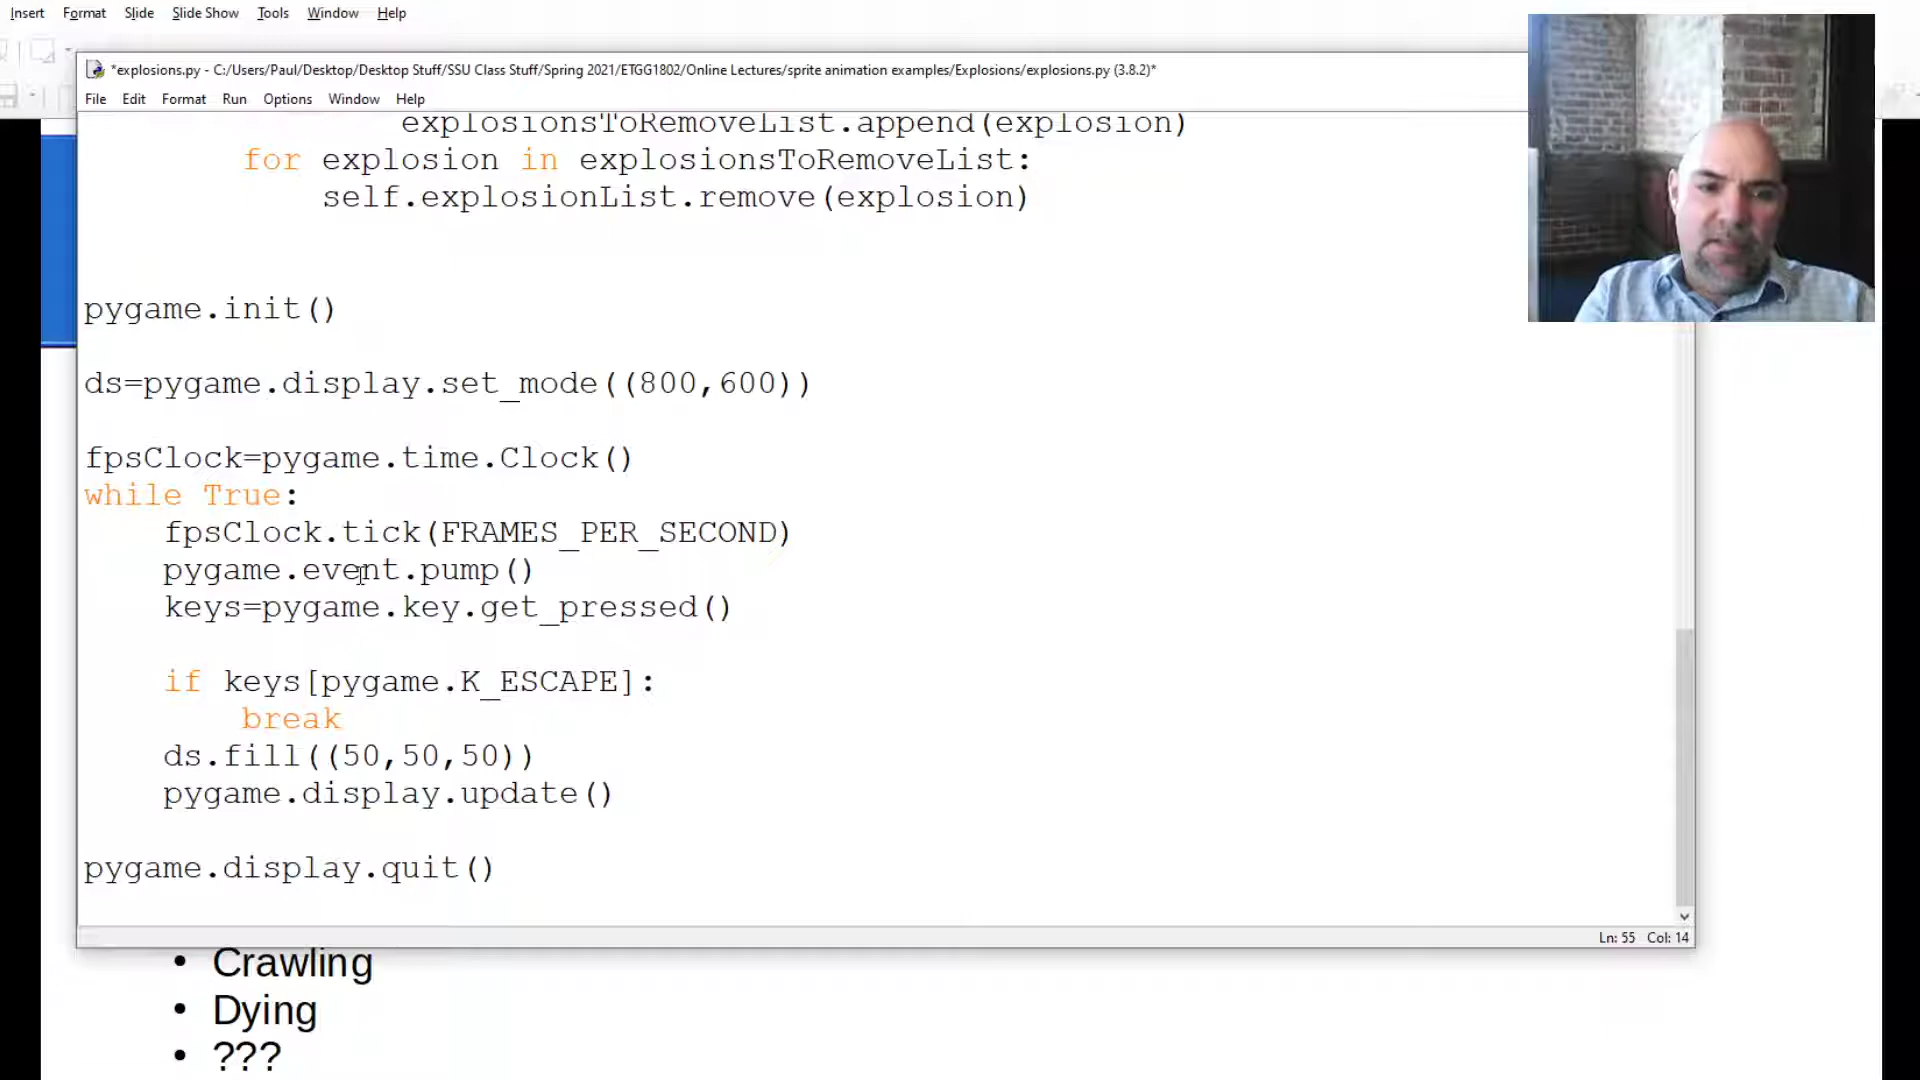 Insert Format Slide Slide Show Tools Window Help
*explosions.py - C:/Users/Paul/Desktop/Desktop Stuff/SSU Class Stuff/Spring 2021/ETGG1802/Online Lectures/sprite animation examples/Explosions/explosions.py (3.8.2)*
File Edit Format Run Options Window Help
explosionsToRemoveList.append(explosion)
for explosion in explosionsToRemoveList:
self.explosionList.remove(explosion)
pygame.init()
ds=pygame.display.set_mode((800,600))
fpsClock=pygame.time.Clock()
while True:
fpsClock.tick(FRAMES_PER_SECOND)
pygame.event.pump()
keys=pygame.key.get_pressed()
if keys[pygame.K_ESCAPE]:
break
ds.fill((50,50,50))
pygame.display.update()
pygame.display.quit()
Ln: 55 Col: 14
• Crawling
• Dying
• ???